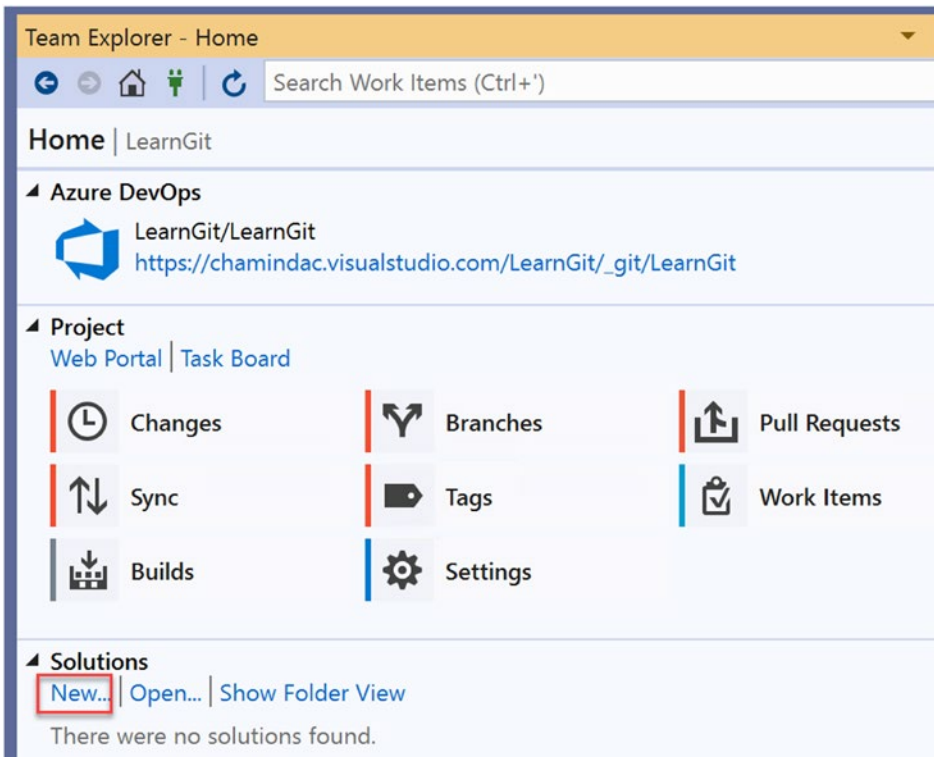 Team Explorer - Home
Search Work Items (Ctrl+')
Home | LearnGit
Azure DevOps
LearnGit/LearnGit
https://chamindac.visualstudio.com/LearnGit/_git/LearnGit
Project
Web Portal | Task Board
Changes Branches Pull Requests
Sync Tags Work Items
Builds Settings
Solutions
New... | Open... | Show Folder View
There were no solutions found.